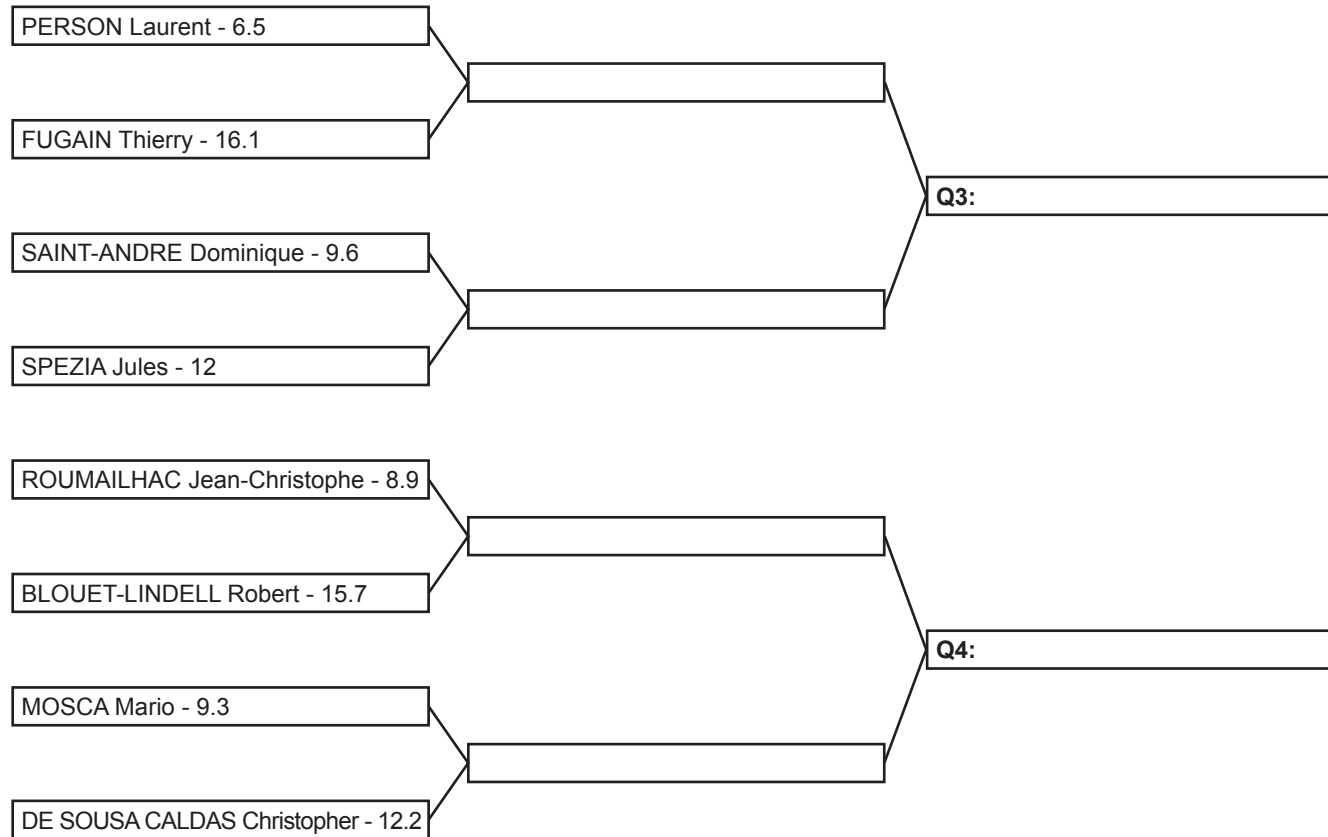 PERSON Laurent - 6.5
FUGAIN Thierry - 16.1
Q3:
SAINT-ANDRE Dominique - 9.6
SPEZIA Jules - 12
ROUMAILHAC Jean-Christophe - 8.9
BLOUET-LINDELL Robert - 15.7
Q4:
MOSCA Mario - 9.3
DE SOUSA CALDAS Christopher - 12.2